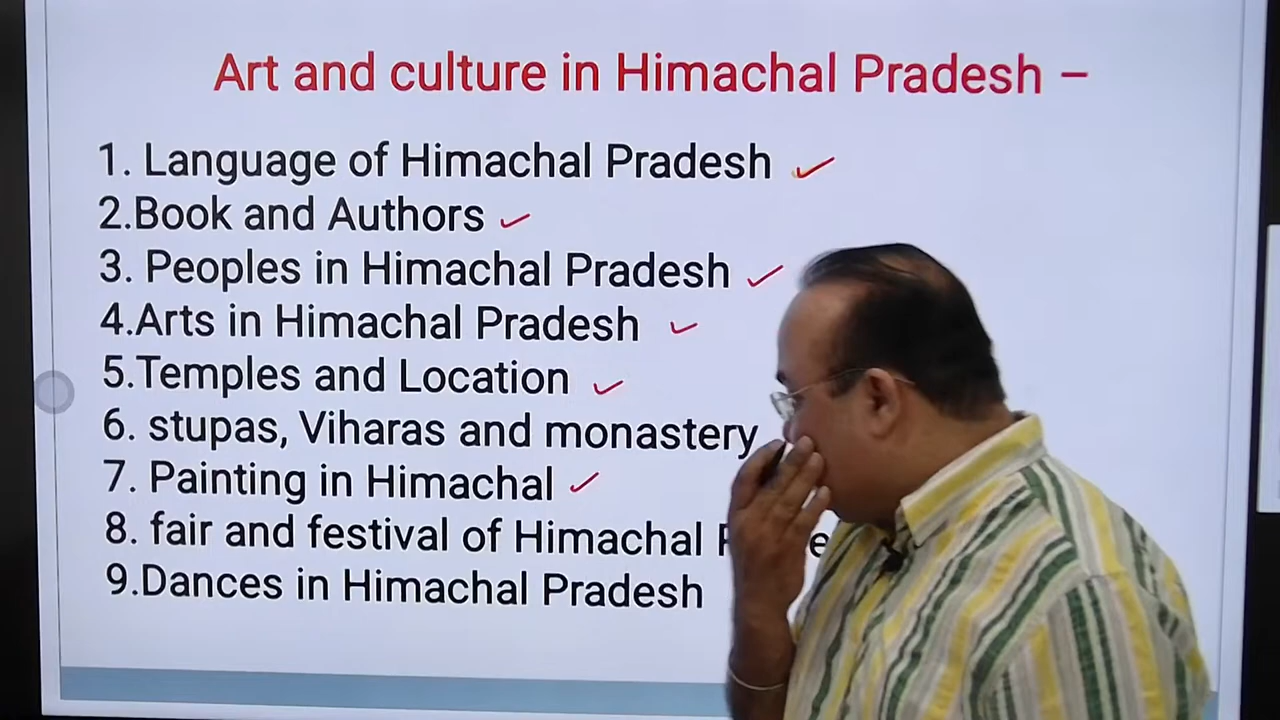 Art and culture in Himachal Pradesh –
1. Language of Himachal Pradesh
2.Book and Authors
3. Peoples in Himachal Pradesh
4.Arts in Himachal Pradesh
5.Temples and Location
6. stupas, Viharas and monastery
7. Painting in Himachal
8. fair and festival of Himachal
9.Dances in Himachal Pradesh